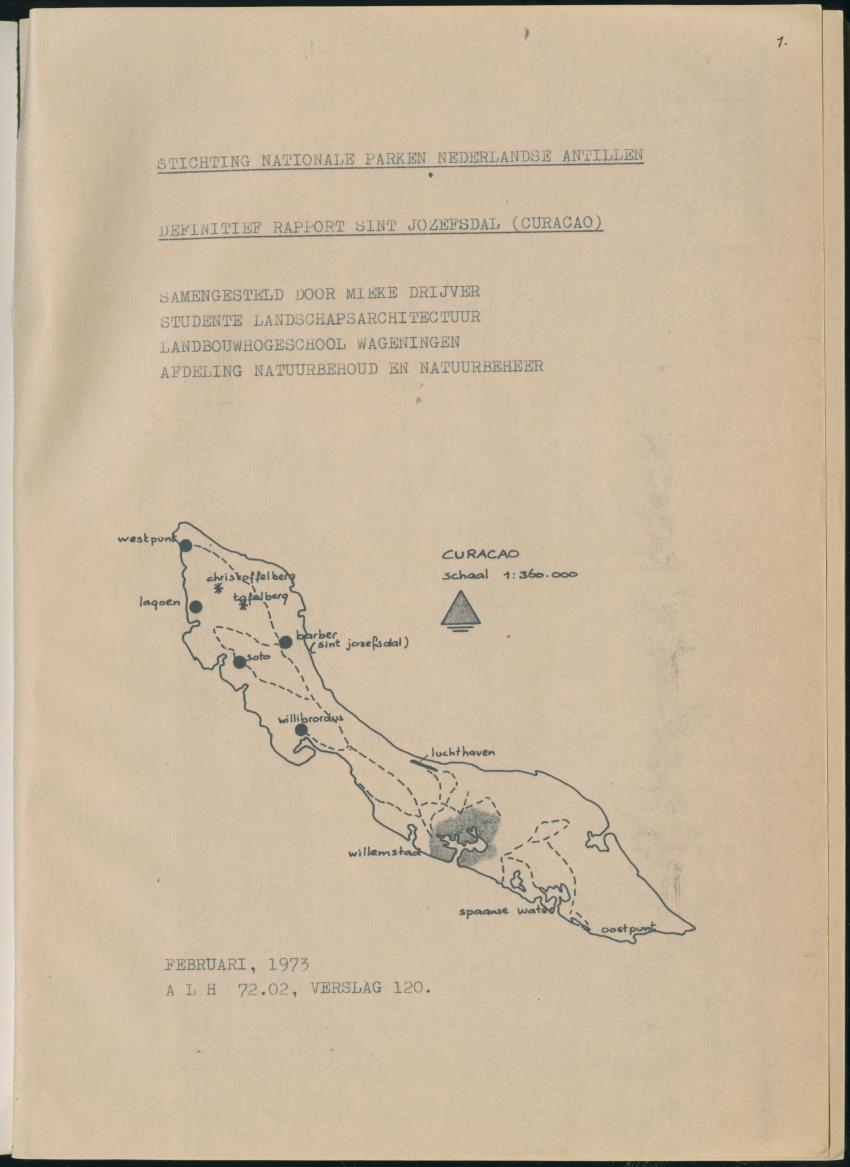 1.
STICHTING NATIONALE PARKEN NEDERLANDSE ANTILLEN
DEFINITIEF RAPPORT SINT JOZEFSDAL (CURACAO)
SAMENGESTELD DOOR MIEKE DRIJVER
STUDENTE LANDSCHAPSARCHITECTUUR
LANDBOUWHOGESCHOOL WAGENINGEN
AFDELING NATUURBEHOUD EN NATUURBEHEER
westpunt
CURACAO
schaal 1:360.000
christoffelberg
tafelberg
lagoen
barber
(sint jozefsdal)
soto
willibrordus
luchthaven
willemstad
spaanse water
oostpunt
FEBRUARI, 1973
A L H 72.02, VERSLAG 120.